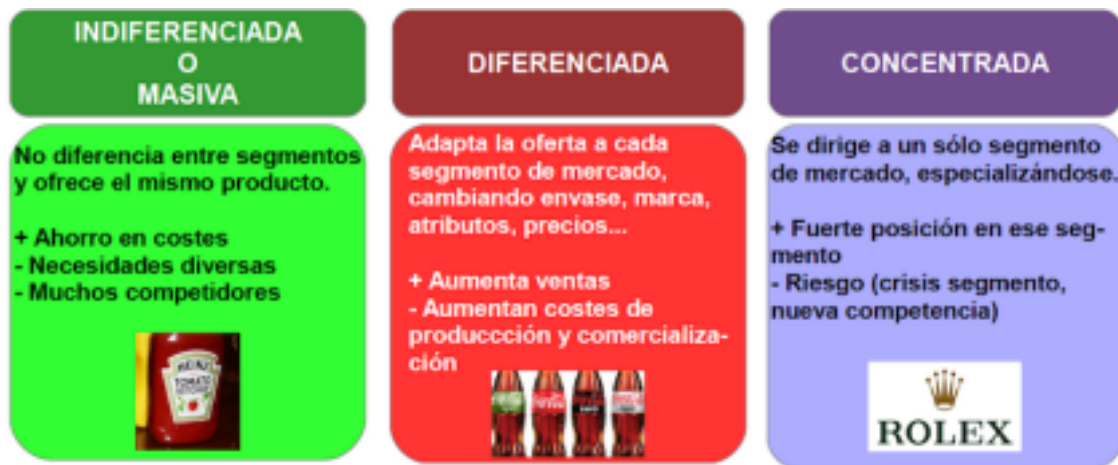 INDIFERENCIADA
O
MASIVA
No diferencia entre segmentos
y ofrece el mismo producto.
+ Ahorro en costes
- Necesidades diversas
- Muchos competidores
HEINZ
TOMATO
DIFERENCIADA
Adapta la oferta a cada
segmento de mercado,
cambiando envase, marca,
atributos, precios...
+ Aumenta ventas
- Aumentan costes de
produccción y comercializa-
ción
CONCENTRADA
Se dirige a un sólo segmento
de mercado, especializándose.
+ Fuerte posición en ese seg-
mento
- Riesgo (crisis segmento,
nueva competencia)
ROLEX